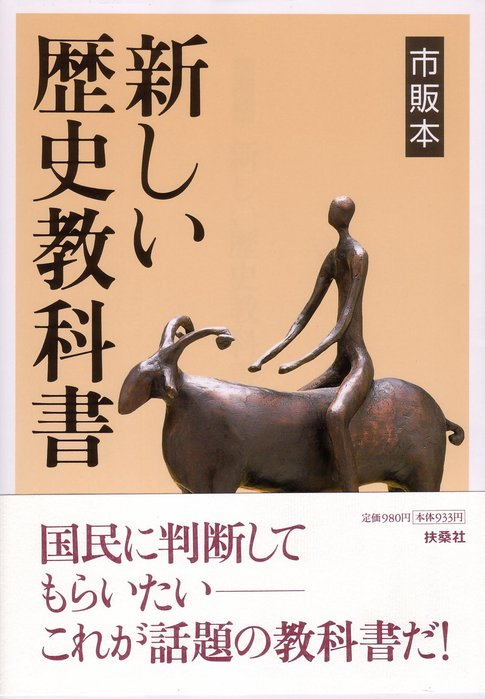 市販本
新しい
歴史教科書
定価980円 本体933円
扶桑社
国民に判断して
もらいたい――
これが話題の教科書だ!